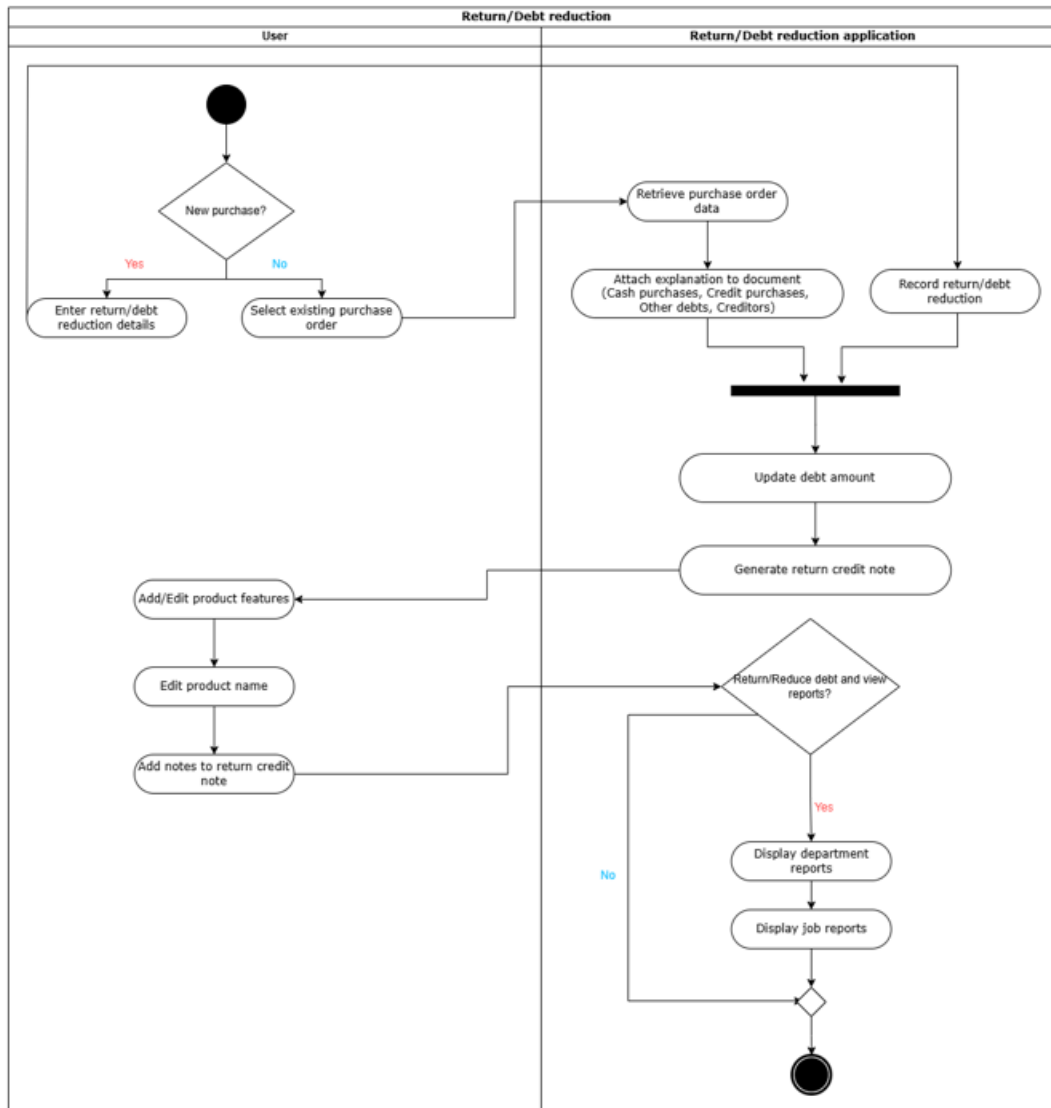 Return/Debt reduction
User
Return/Debt reduction application
New purchase?
Yes
No
Enter return/debt
reduction details
Select existing purchase
order
Retrieve purchase order
data
Attach explanation to document
(Cash purchases, Credit purchases,
Other debts, Creditors)
Record return/debt
reduction
Update debt amount
Generate return credit note
Add/Edit product features
Edit product name
Add notes to return credit
note
Return/Reduce debt and view
reports?
Yes
No
Display department
reports
Display job reports